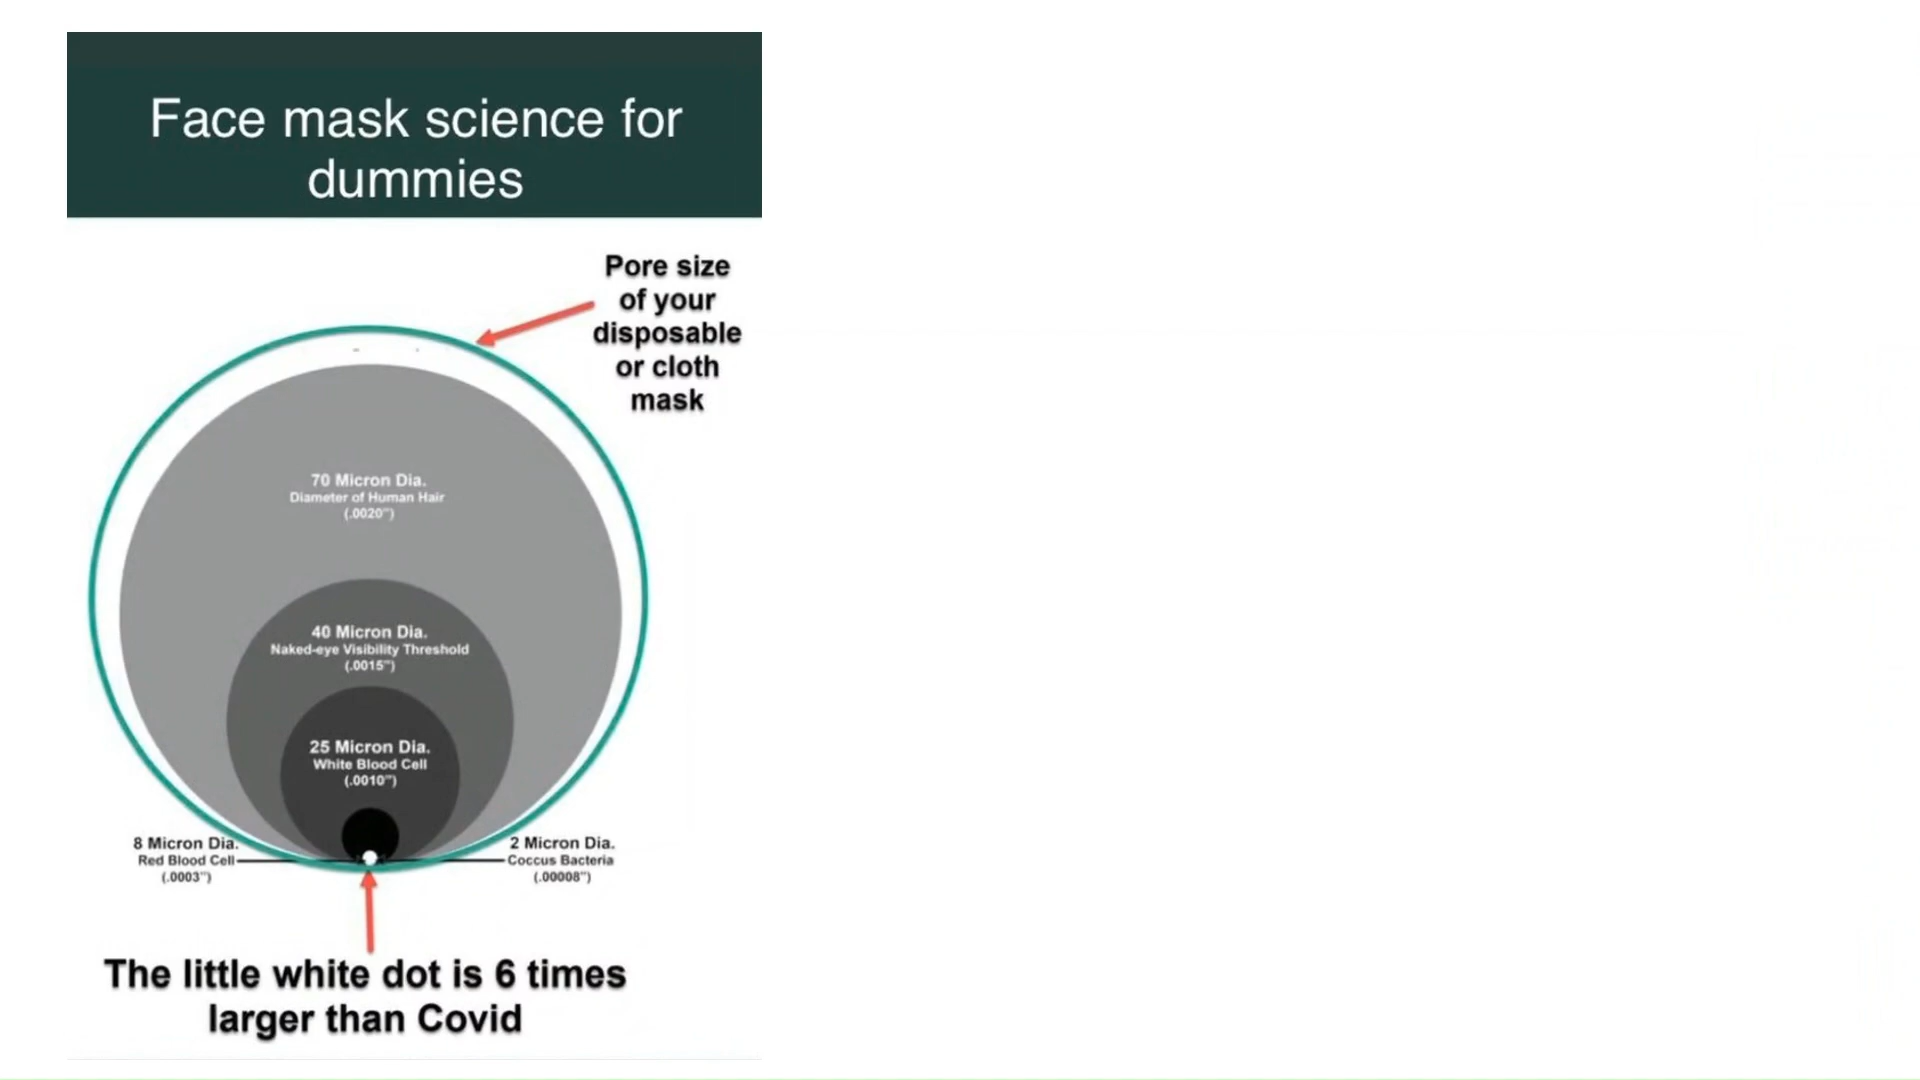 Face mask science for
dummies
Pore size
of your
disposable
or cloth
mask
70 Micron Dia.
Diameter of Human Hair
(.0020")
40 Micron Dia.
Naked-eye Visibility Threshold
(.0015")
25 Micron Dia.
White Blood Cell
(.0010")
8 Micron Dia.
Red Blood Cell
(.0003")
2 Micron Dia.
Coccus Bacteria
(.00008")
The little white dot is 6 times
larger than Covid